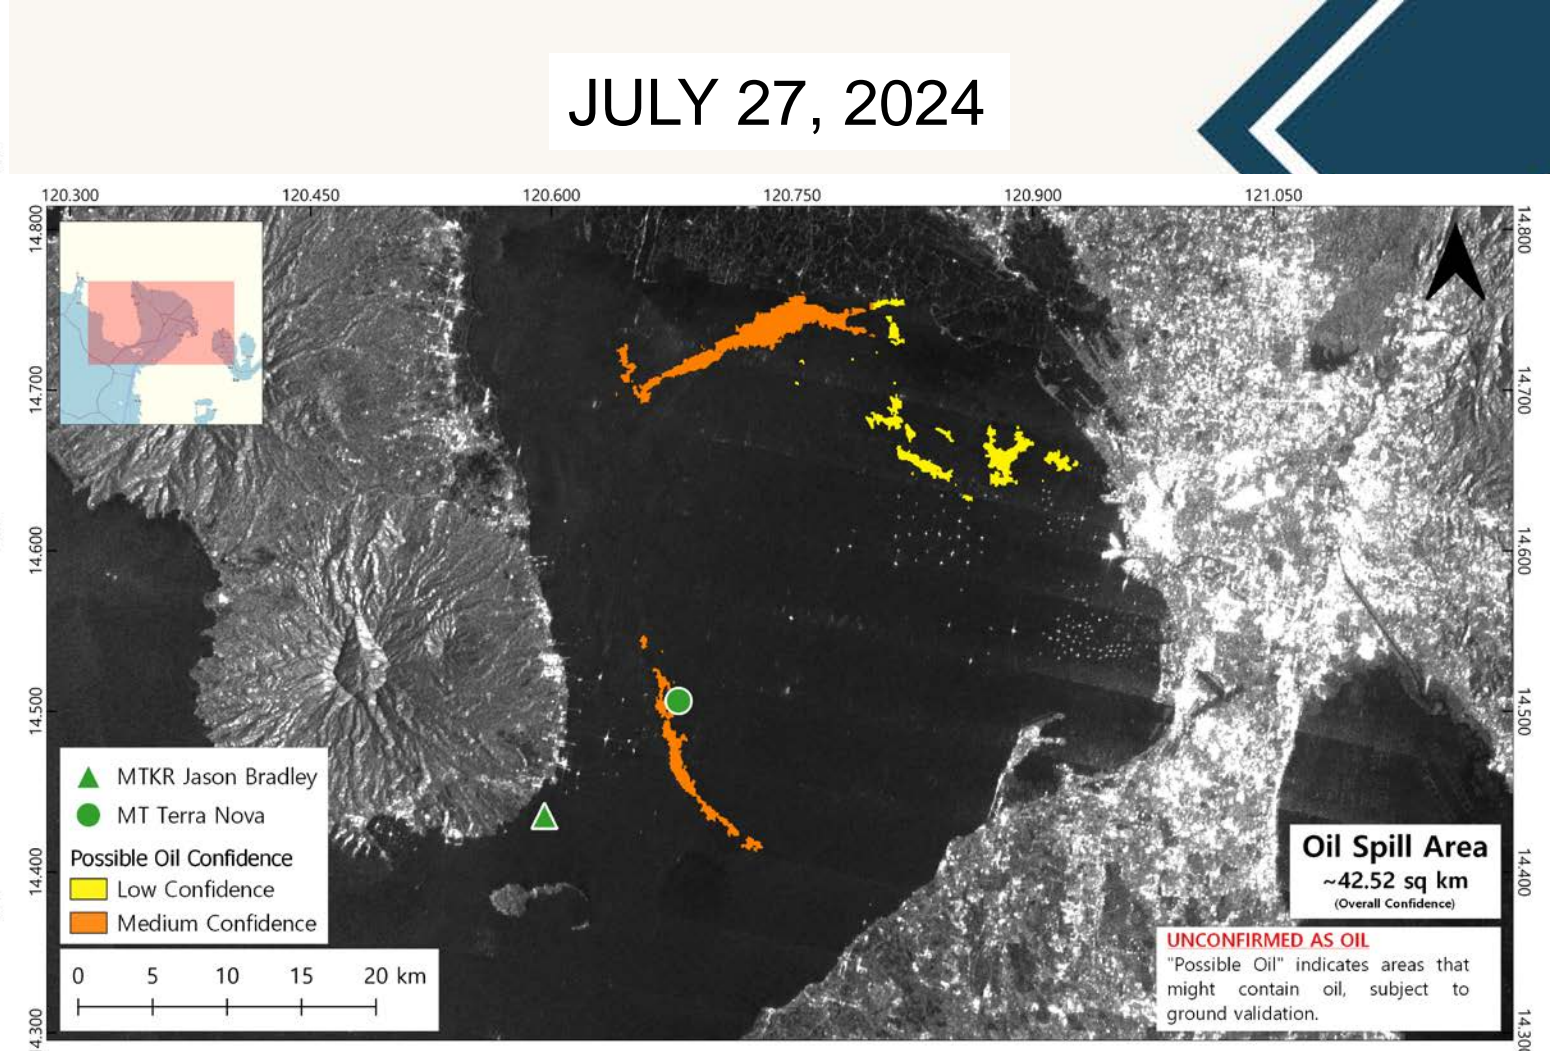 JULY 27, 2024
120.300 120.450 120.600 120.750 120.900 121.050
14.800 14.800
14.700 14.700
14.600 14.600
14.500 14.500
14.400 14.400
14.300 14.300
MTKR Jason Bradley
MT Terra Nova
Possible Oil Confidence
Low Confidence
Medium Confidence
0 5 10 15 20 km
Oil Spill Area
~42.52 sq km
(Overall Confidence)
UNCONFIRMED AS OIL
"Possible Oil" indicates areas that
might contain oil, subject to
ground validation.